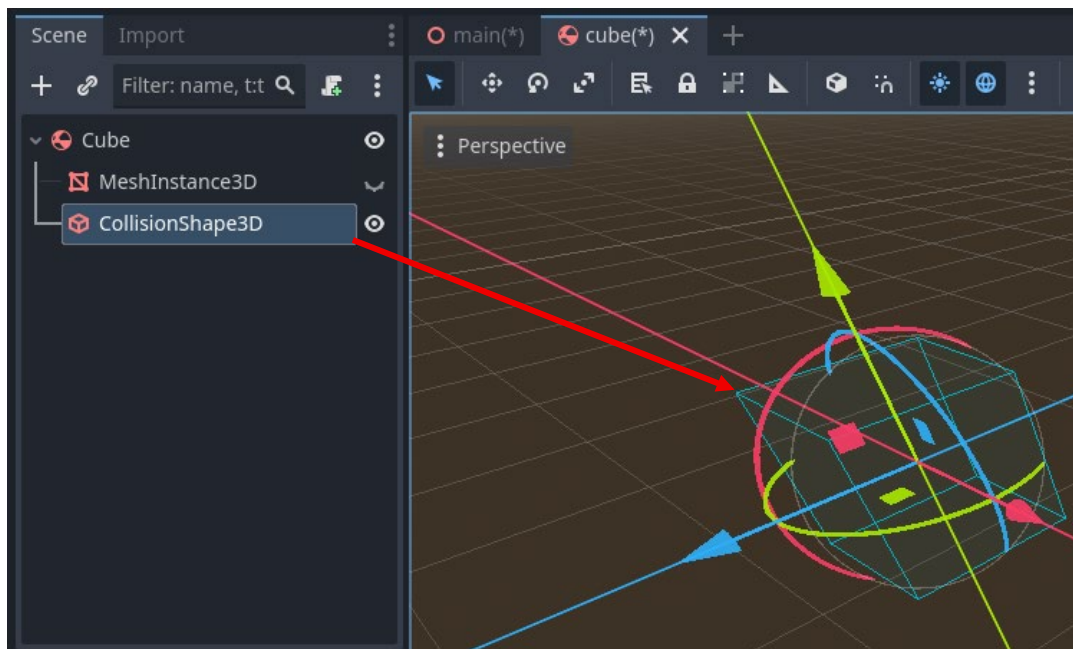 Scene Import
main(*) cube(*)
Filter: name, t:t
Perspective
Cube
MeshInstance3D
CollisionShape3D